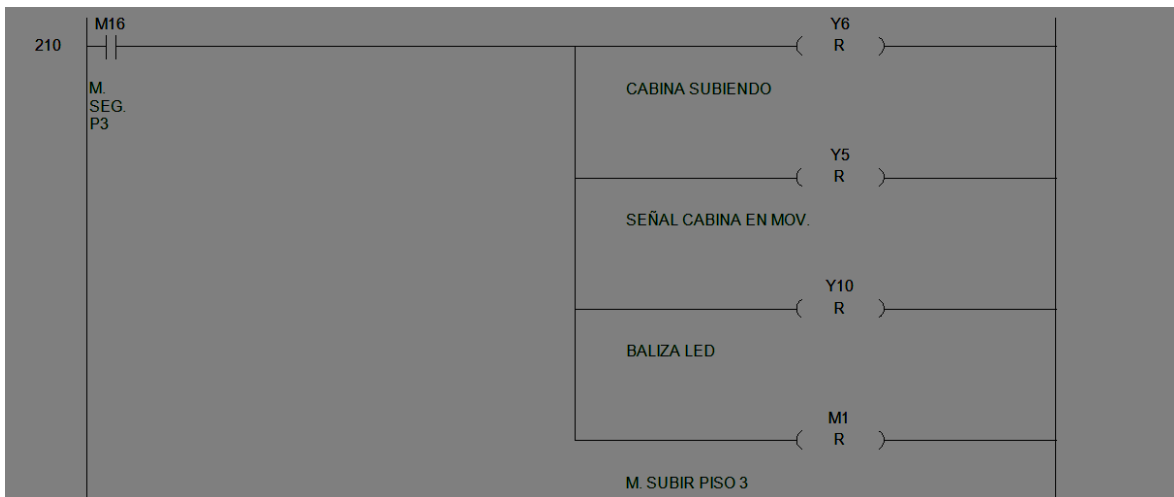 M16
Y6
210
R
M.
SEG.
P3
CABINA SUBIENDO
Y5
R
SEÑAL CABINA EN MOV.
Y10
R
BALIZA LED
M1
R
M. SUBIR PISO 3